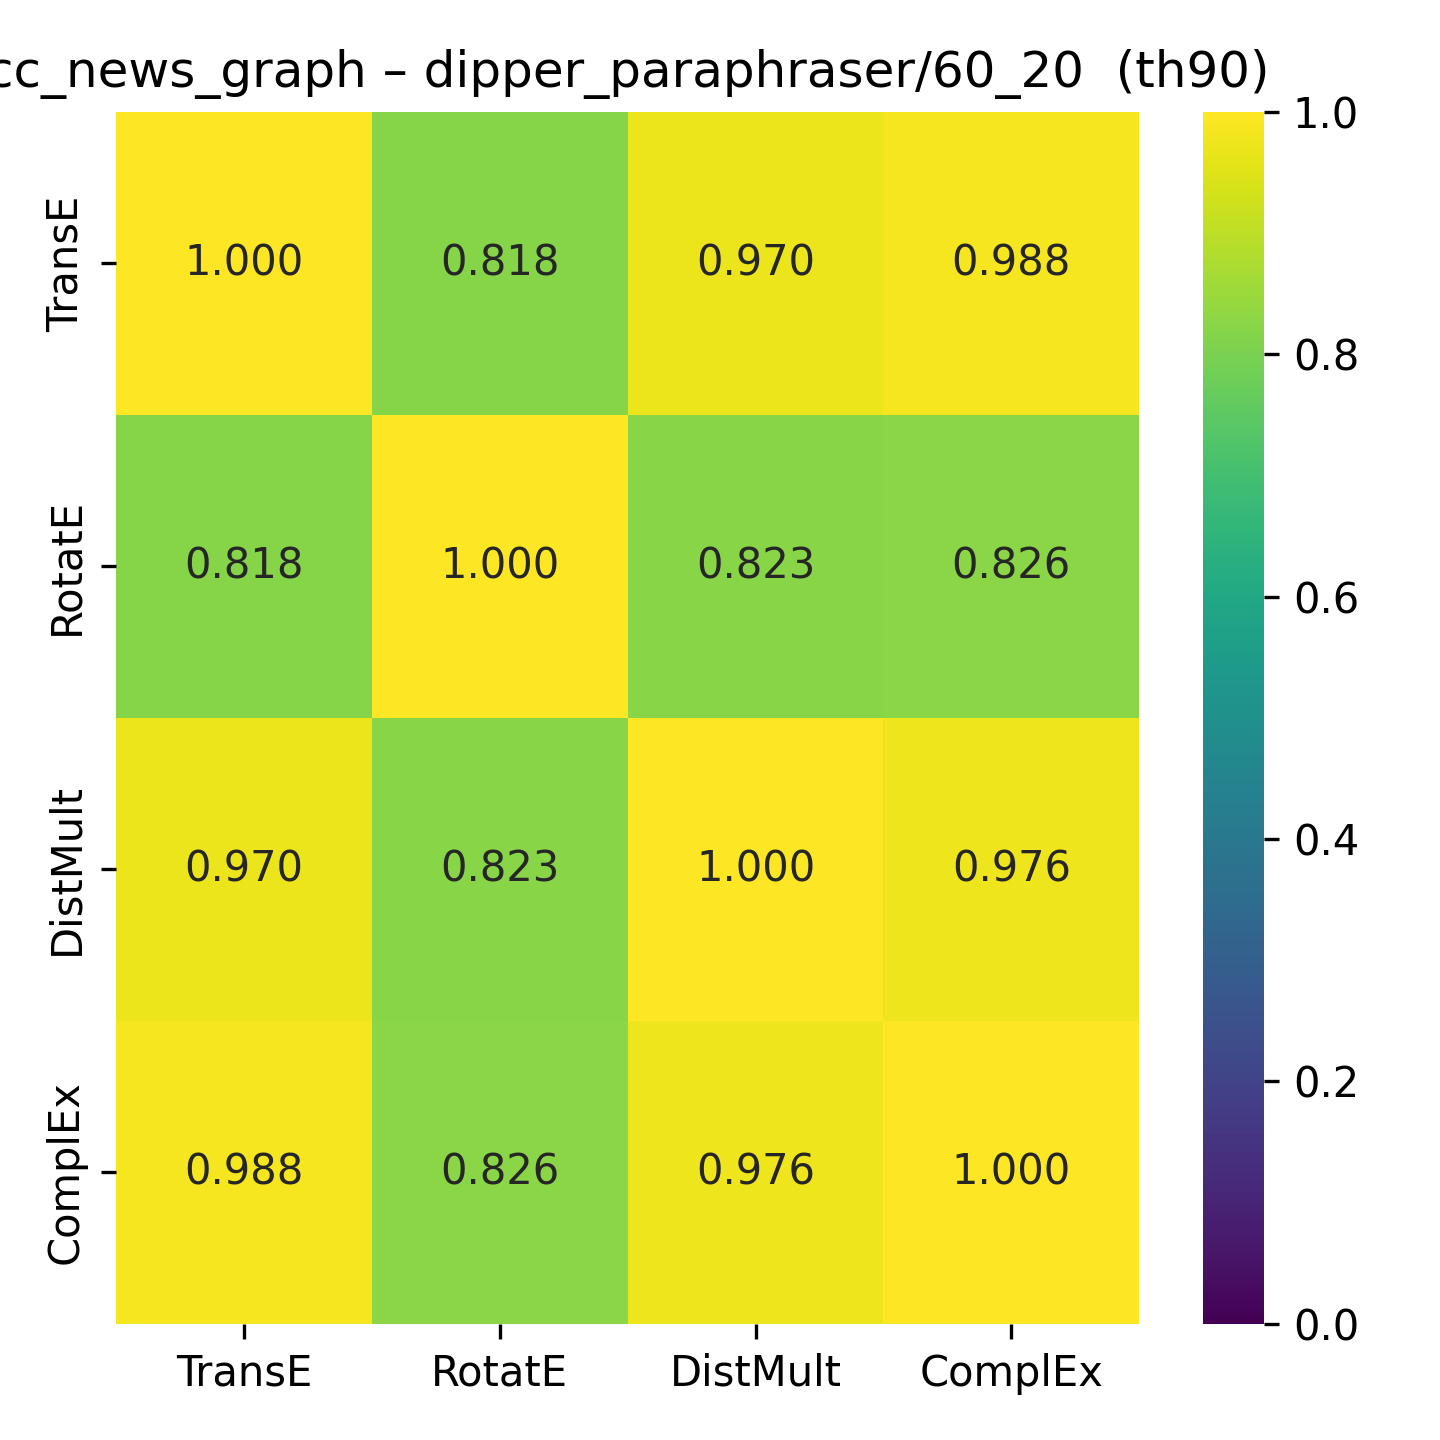 cc_news_graph – dipper_paraphraser/60_20 (th90)
1.0
TransE 1.000 0.818 0.970 0.988
0.8
RotatE 0.818 1.000 0.823 0.826
0.6
DistMult 0.970 0.823 1.000 0.976
0.4
0.2
ComplEx 0.988 0.826 0.976 1.000
0.0
TransE RotatE DistMult ComplEx